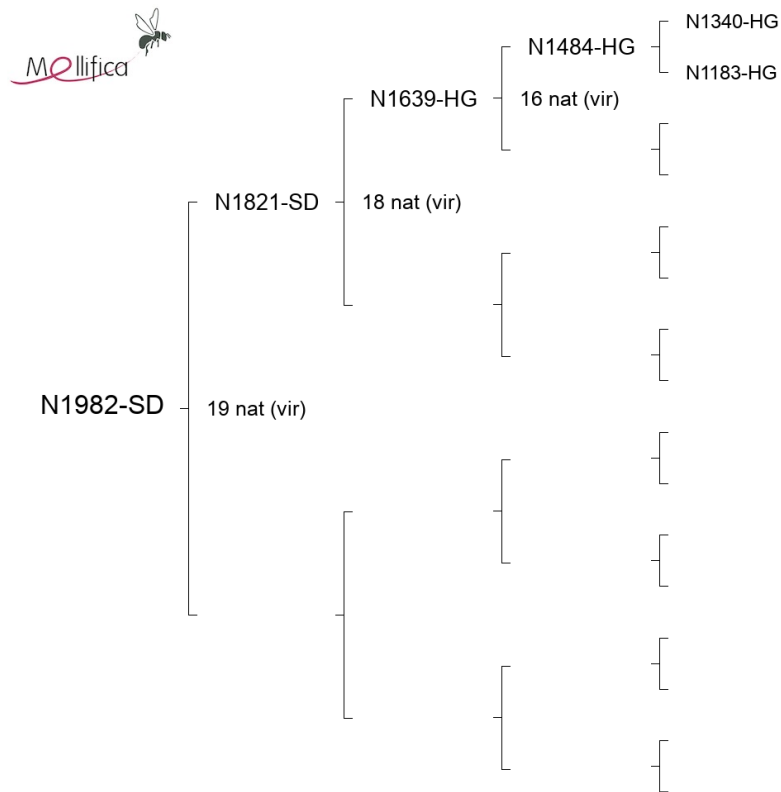 Mellifica
N1340-HG
N1484-HG
N1183-HG
N1639-HG
16 nat (vir)
N1821-SD
18 nat (vir)
N1982-SD
19 nat (vir)